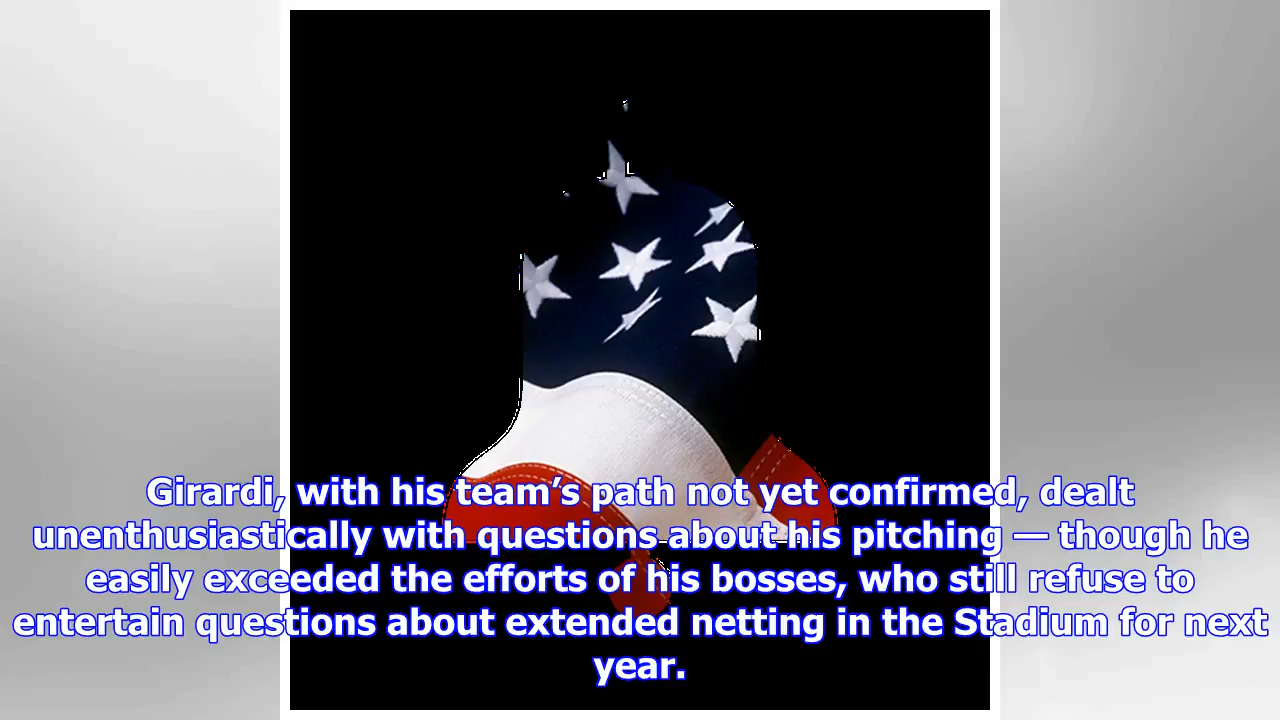 Girardi, with his team’s path not yet confirmed, dealt
unenthusiastically with questions about his pitching — though he
easily exceeded the efforts of his bosses, who still refuse to
entertain questions about extended netting in the Stadium for next
year.